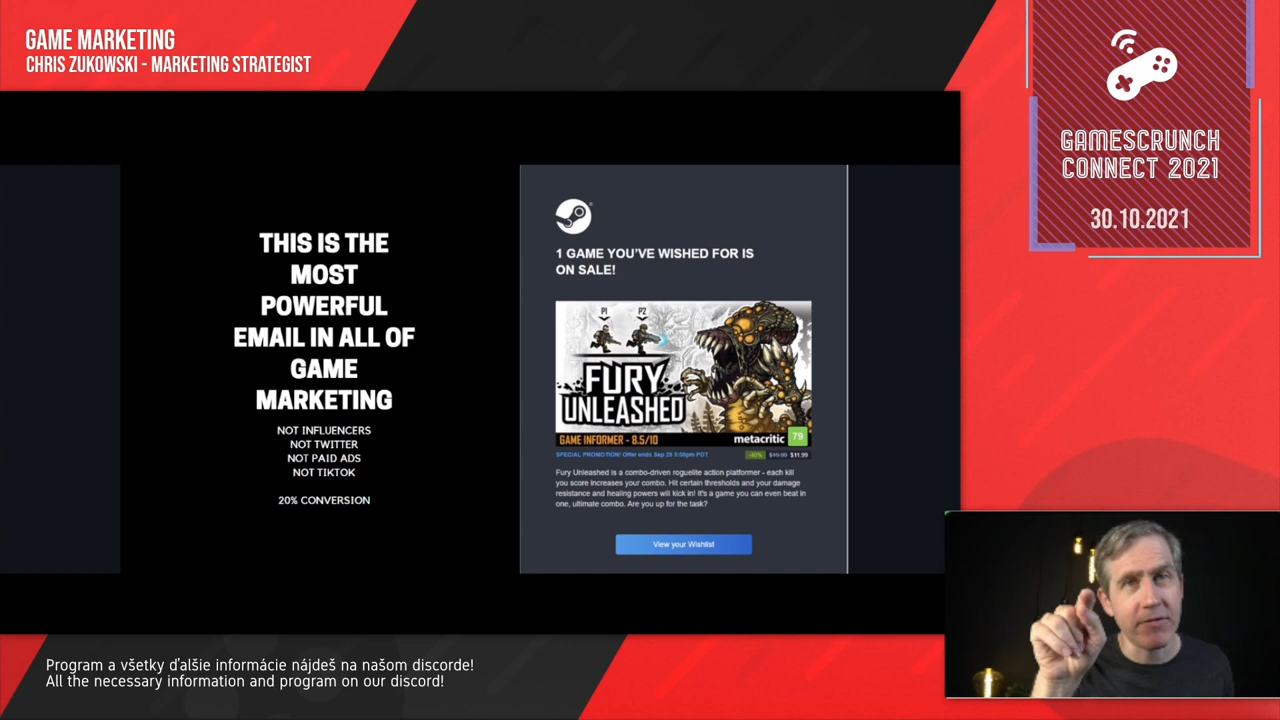 GAME MARKETING
CHRIS ZUKOWSKI - MARKETING STRATEGIST
GAMESCRUNCH
CONNECT 2021
30.10.2021
THIS IS THE
MOST
POWERFUL
EMAIL IN ALL OF
GAME
MARKETING
NOT INFLUENCERS
NOT TWITTER
NOT PAID ADS
NOT TIKTOK
20% CONVERSION
1 GAME YOU'VE WISHED FOR IS
ON SALE!
P1 P2
FURY
UNLEASHED
GAME INFORMER - 8.5/10 metacritic 79
SPECIAL PROMOTION! Offer ends Sep 25 5:00pm PDT -40% $19.99 $11.99
Fury Unleashed is a combo-driven roguelite action platformer - each kill
you score increases your combo. Hit certain thresholds and your damage
resistance and healing powers will kick in! It's a game you can even beat in
one, ultimate combo. Are you up for the task?
View your Wishlist
Program a všetky ďalšie informácie nájdeš na našom discorde!
All the necessary information and program on our discord!